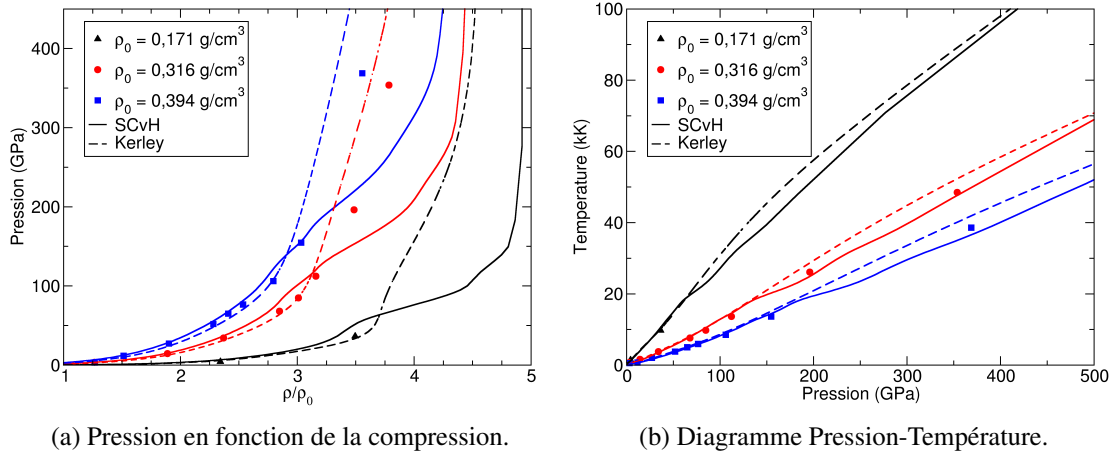 ρ₀ = 0,171 g/cm³
ρ₀ = 0,316 g/cm³
ρ₀ = 0,394 g/cm³
SCvH
Kerley
Pression (GPa)
400
300
200
100
0
1
2
3
4
5
ρ/ρ₀
(a) Pression en fonction de la compression.
ρ₀ = 0,171 g/cm³
ρ₀ = 0,316 g/cm³
ρ₀ = 0,394 g/cm³
SCvH
Kerley
Temperature (kK)
100
80
60
40
20
0
0
100
200
300
400
500
Pression (GPa)
(b) Diagramme Pression-Température.